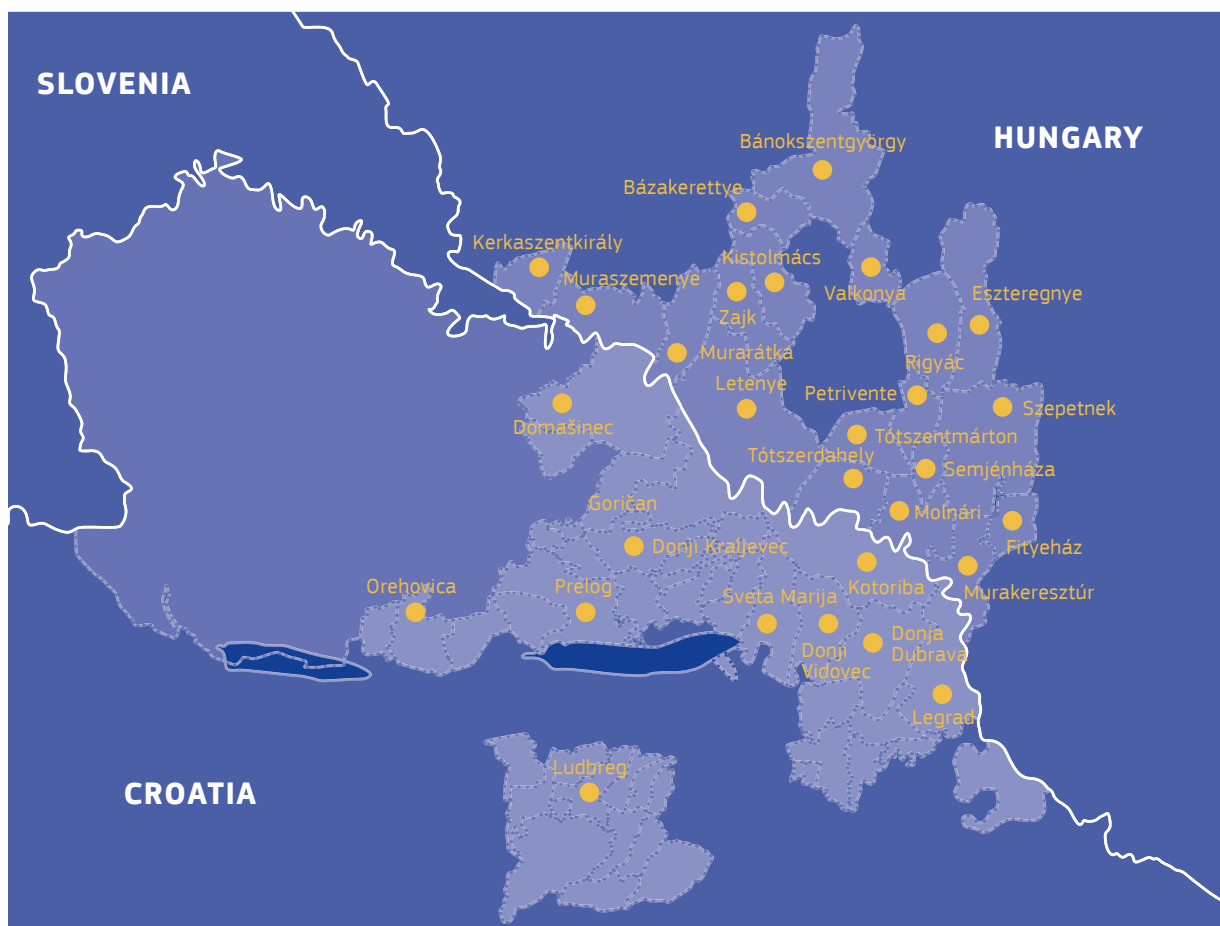 SLOVENIA
HUNGARY
Bánokszentgyörgy
Bázakerettye
Kerkaszentkirály
Kistolmács
Muraszemenye
Valkonya
Eszteregnye
Zajk
Murarátka
Rigyác
Letenye
Petrivente
Szepetnek
Domašinec
Tótszentmárton
Tótszerdahely
Semjénháza
Goričan
Molnári
Donji Kraljevec
Fityeház
Orehovica
Prelog
Sveta Marija
Kotoriba
Murakeresztúr
Donja
Dubrava
Donji
Vidovec
Legrad
Ludbreg
CROATIA